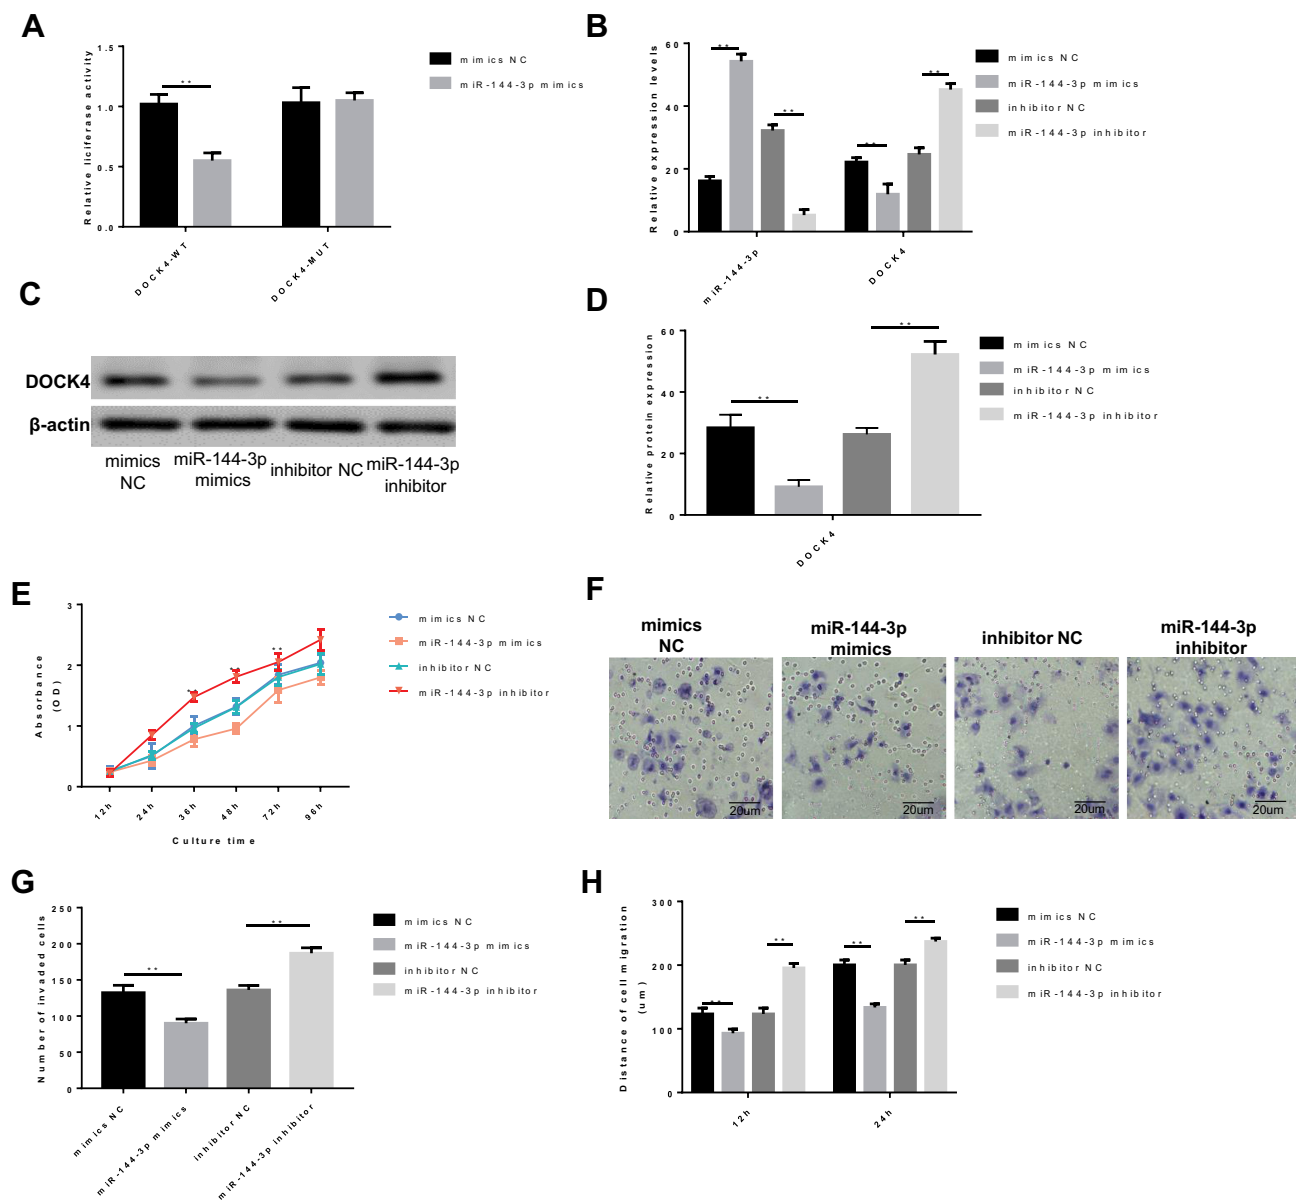 A
Relative luciferase activity
1.5
1.0
0.5
0.0
**
DOCK4-WT
DOCK4-MUT
mimics NC
miR-144-3p mimics
B
Relative expression levels
60
40
20
0
**
**
**
**
miR-144-3p
DOCK4
mimics NC
miR-144-3p mimics
inhibitor NC
miR-144-3p inhibitor
C
DOCK4
β-actin
mimics
NC
miR-144-3p
mimics
inhibitor NC
miR-144-3p
inhibitor
D
Relative protein expression
60
40
20
0
**
**
DOCK4
mimics NC
miR-144-3p mimics
inhibitor NC
miR-144-3p inhibitor
E
Absorbance
(OD)
3
2
1
0
**
**
**
12h
24h
36h
48h
72h
96h
Culture time
mimics NC
miR-144-3p mimics
inhibitor NC
miR-144-3p inhibitor
F
mimics
NC
miR-144-3p
mimics
inhibitor NC
miR-144-3p
inhibitor
20um
20um
20um
20um
G
Number of invaded cells
250
200
150
100
50
0
**
**
mimics NC
miR-144-3p mimics
inhibitor NC
miR-144-3p inhibitor
mimics NC
miR-144-3p mimics
inhibitor NC
miR-144-3p inhibitor
H
Distance of cell migration
(um)
300
200
100
0
**
**
**
**
12h
24h
mimics NC
miR-144-3p mimics
inhibitor NC
miR-144-3p inhibitor